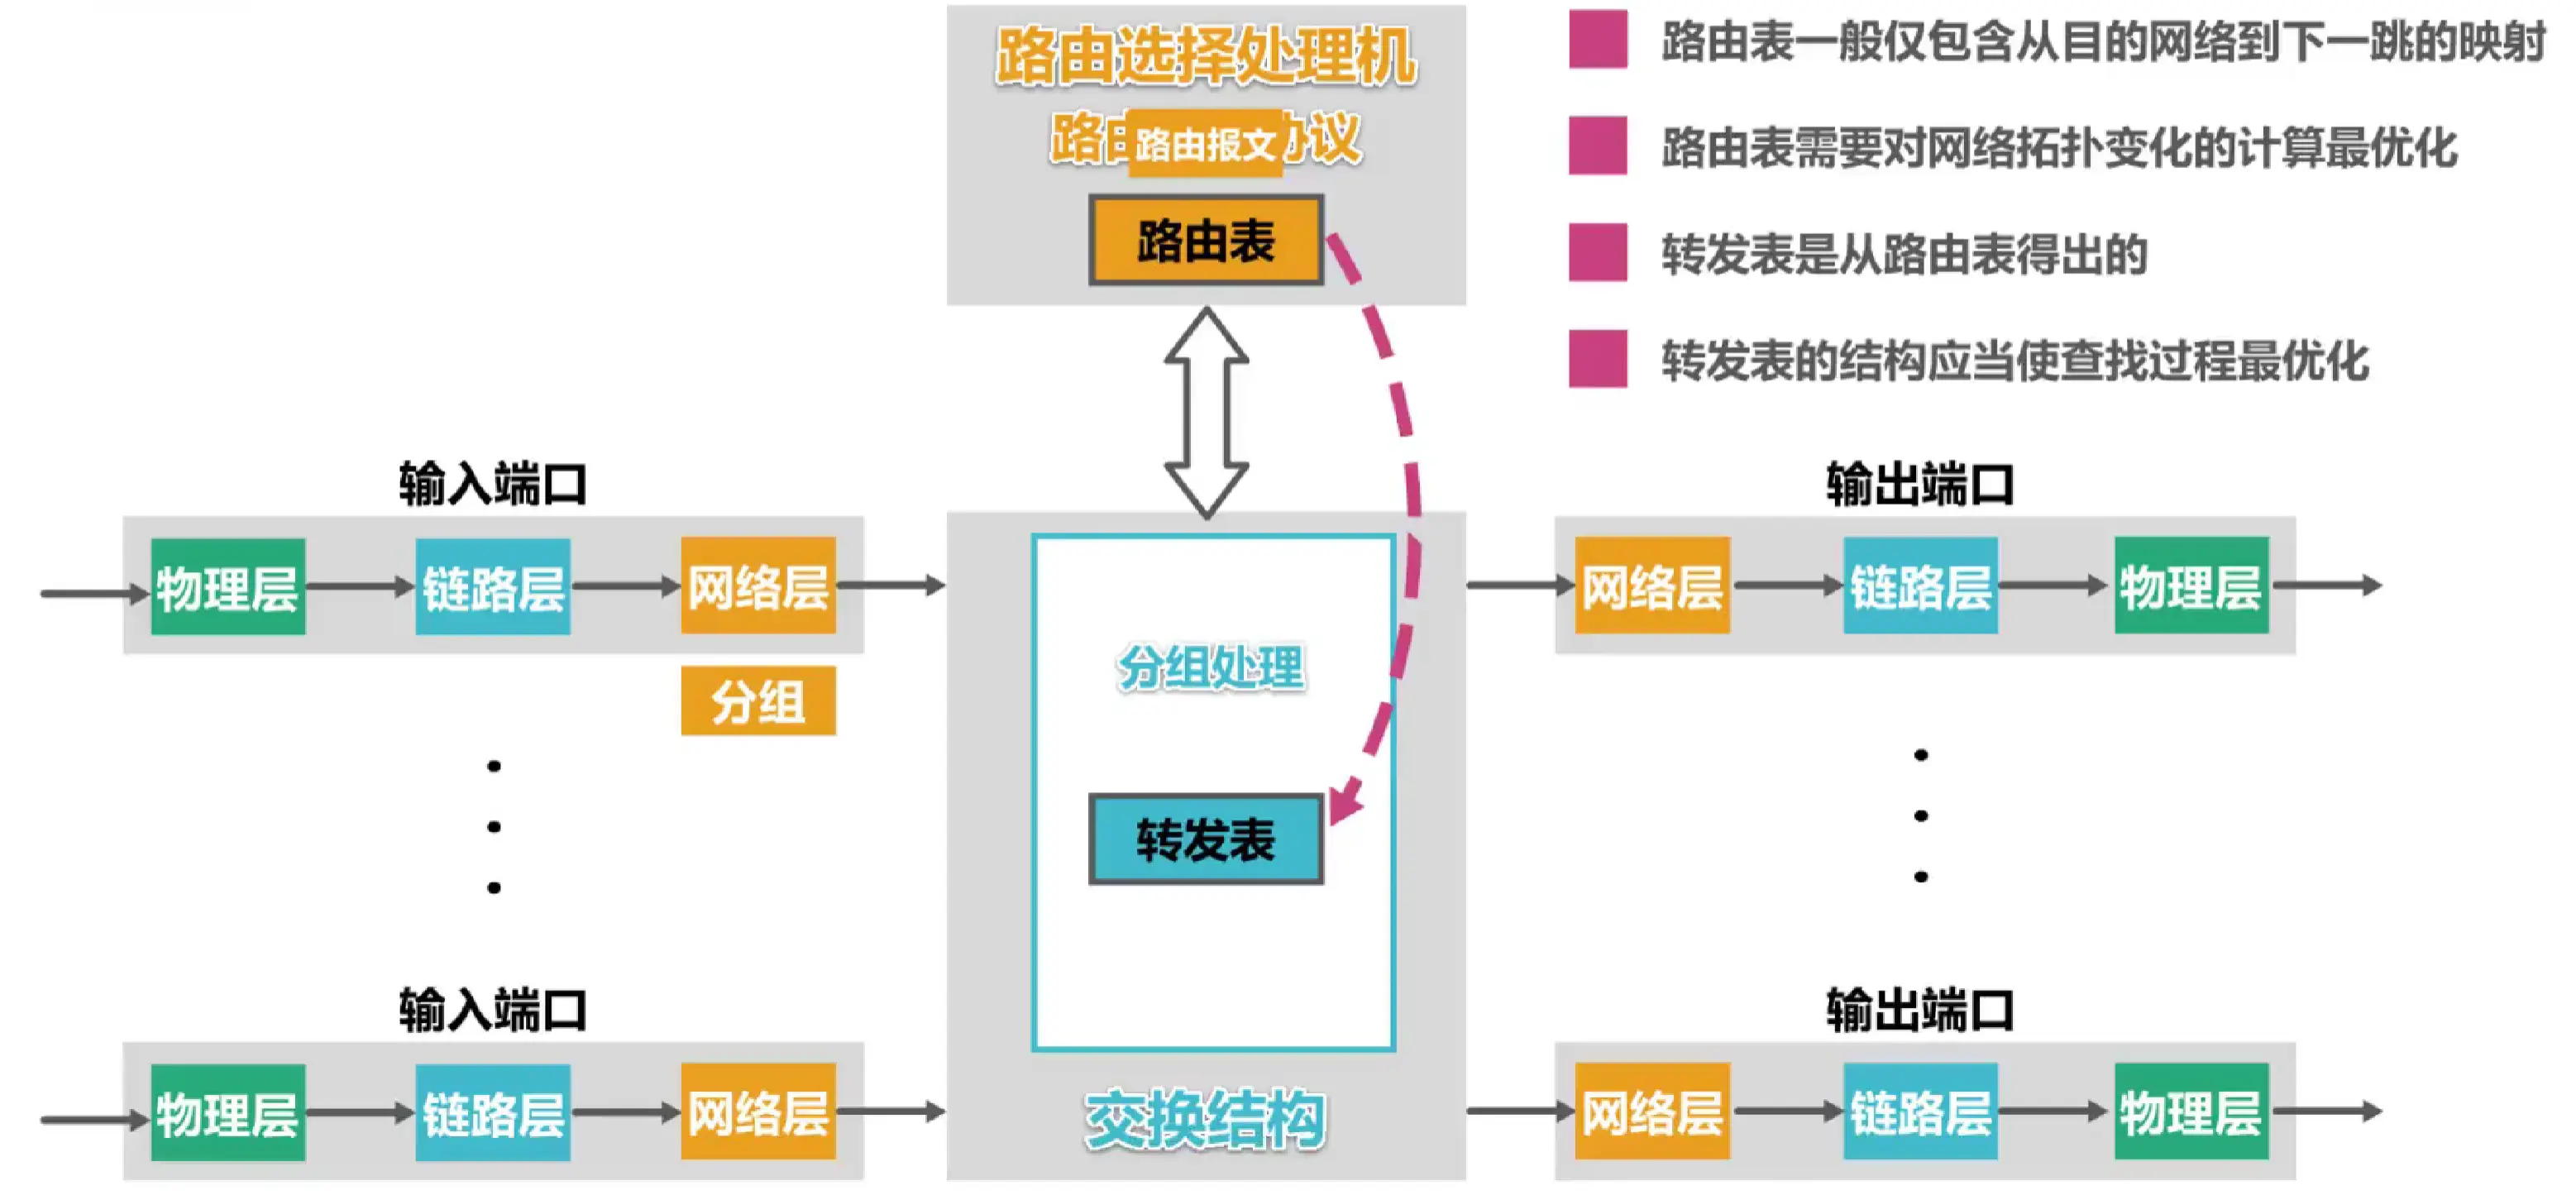 路由选择处理机
路由
路由报文
协议
路由表
路由表一般仅包含从目的网络到下一跳的映射
路由表需要对网络拓扑变化的计算最优化
转发表是从路由表得出的
转发表的结构应当使查找过程最优化
输入端口
物理层
链路层
网络层
分组
分组处理
转发表
交换结构
输出端口
网络层
链路层
物理层
输入端口
物理层
链路层
网络层
输出端口
网络层
链路层
物理层